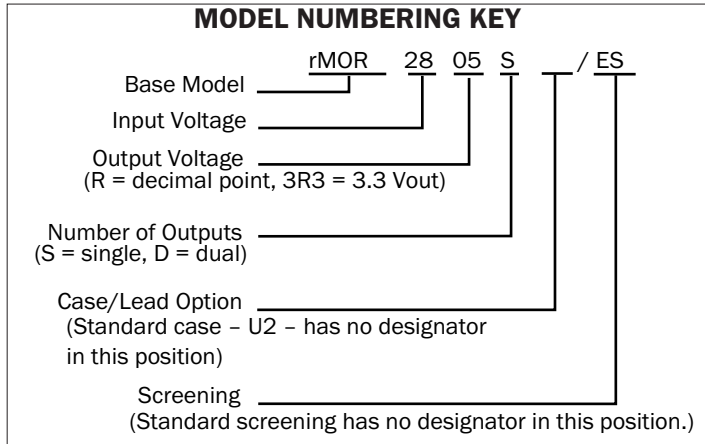 MODEL NUMBERING KEY
rMOR 28 05 S __ / ES
Base Model
Input Voltage
Output Voltage
(R = decimal point, 3R3 = 3.3 Vout)
Number of Outputs
(S = single, D = dual)
Case/Lead Option
(Standard case – U2 – has no designator
in this position)
Screening
(Standard screening has no designator in this position.)